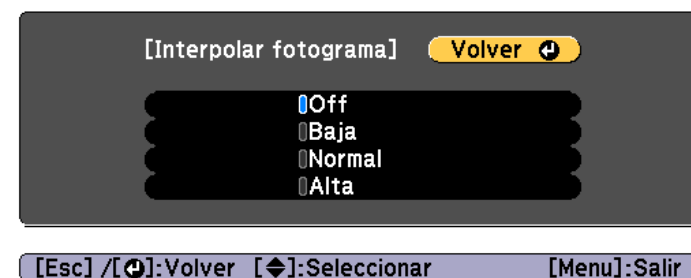 [Interpolar fotograma] Volver
Off
Baja
Normal
Alta
[Esc] /[⏎]:Volver [◆]:Seleccionar [Menu]:Salir